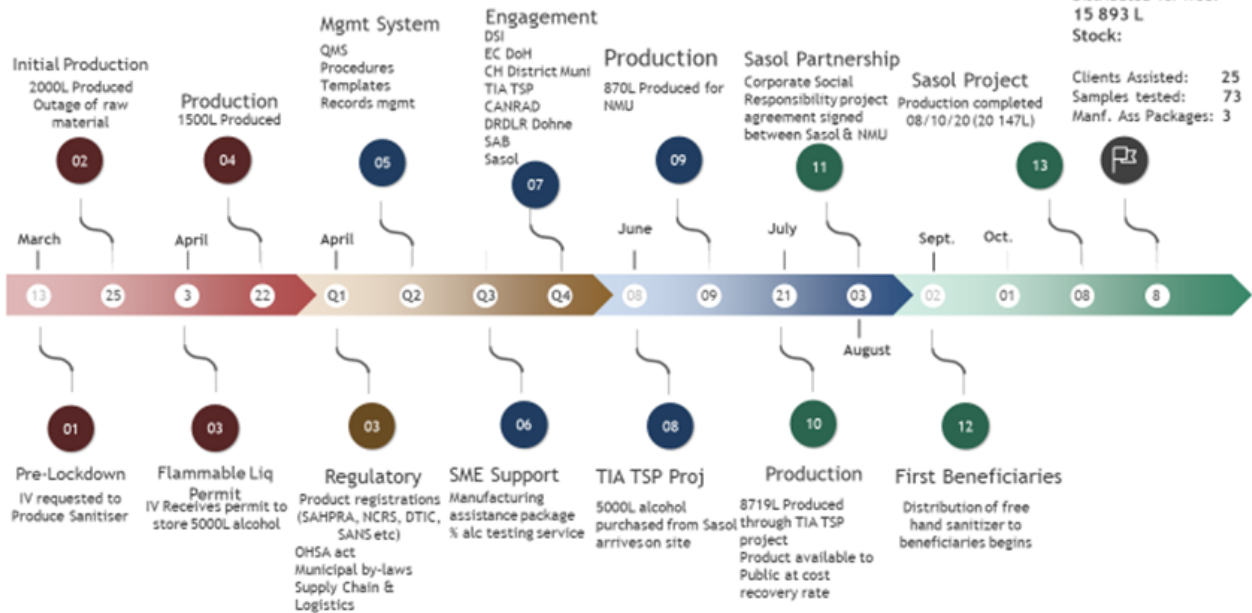 15 893 L
Stock:
Clients Assisted: 25
Samples tested: 73
Manf. Ass Packages: 3
Initial Production
2000L Produced
Outage of raw
material
02
Production
1500L Produced
04
Mgmt System
QMS
Procedures
Templates
Records mgmt
05
Engagement
DSI
EC DoH
CH District Muni
TIA TSP
CANRAD
DRDLR Dohne
SAB
Sasol
07
Production
870L Produced for
NMU
09
Sasol Partnership
Corporate Social
Responsibility project
agreement signed
between Sasol & NMU
11
Sasol Project
Production completed
08/10/20 (20 147L)
13
March
April
April
June
July
Sept.
Oct.
13
25
3
22
Q1
Q2
Q3
Q4
08
09
21
03
02
01
08
8
August
01
Pre-Lockdown
IV requested to
Produce Sanitiser
03
Flammable Liq
Permit
IV Receives permit to
store 5000L alcohol
03
Regulatory
Product registrations
(SAHPRA, NCRS, DTIC,
SANS etc)
OHSA act
Municipal by-laws
Supply Chain &
Logistics
06
SME Support
Manufacturing
assistance package
% alc testing service
08
TIA TSP Proj
5000L alcohol
purchased from Sasol
arrives on site
10
Production
8719L Produced
through TIA TSP
project
Product available to
Public at cost
recovery rate
12
First Beneficiaries
Distribution of free
hand sanitizer to
beneficiaries begins